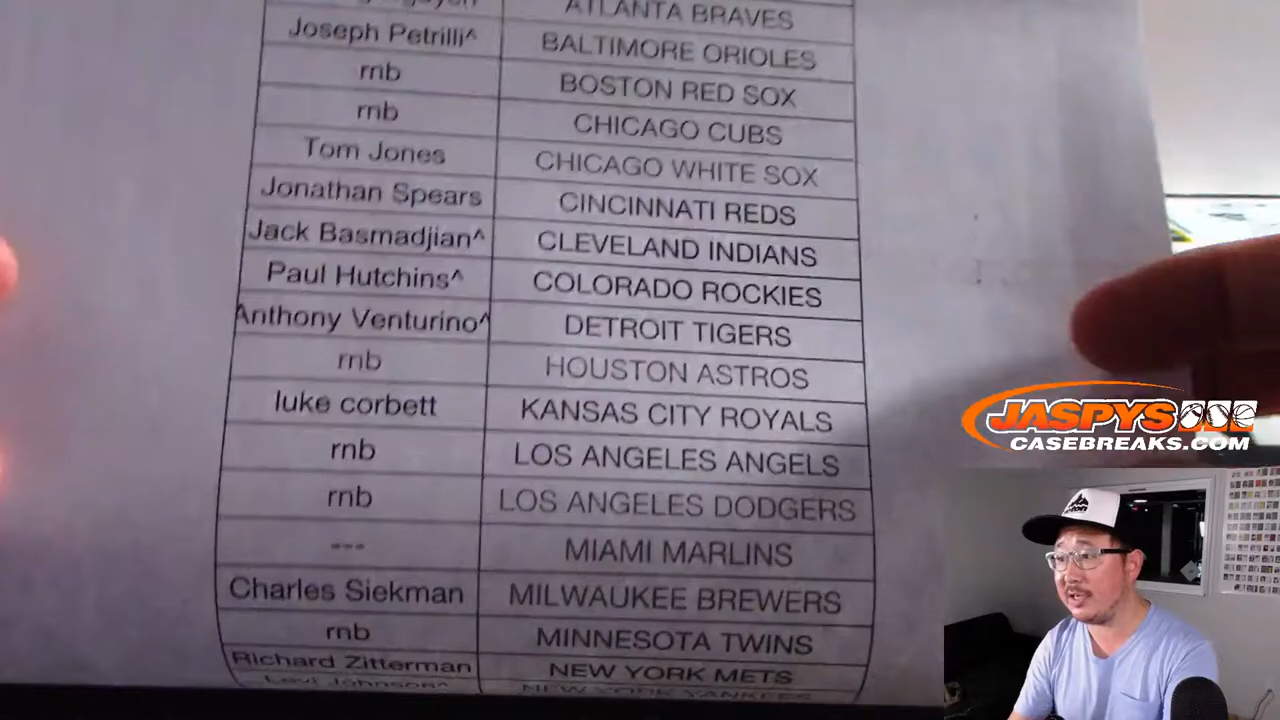 ATLANTA BRAVES
Joseph Petrilli^ BALTIMORE ORIOLES
rnb BOSTON RED SOX
rnb CHICAGO CUBS
Tom Jones CHICAGO WHITE SOX
Jonathan Spears CINCINNATI REDS
Jack Basmadjian^ CLEVELAND INDIANS
Paul Hutchins^ COLORADO ROCKIES
Anthony Venturino^ DETROIT TIGERS
rnb HOUSTON ASTROS
luke corbett KANSAS CITY ROYALS
rnb LOS ANGELES ANGELS
rnb LOS ANGELES DODGERS
--- MIAMI MARLINS
Charles Siekman MILWAUKEE BREWERS
rnb MINNESOTA TWINS
Richard Zitterman NEW YORK METS
Levi Johnson^ NEW YORK YANKEES
JASPYS
CASEBREAKS.COM